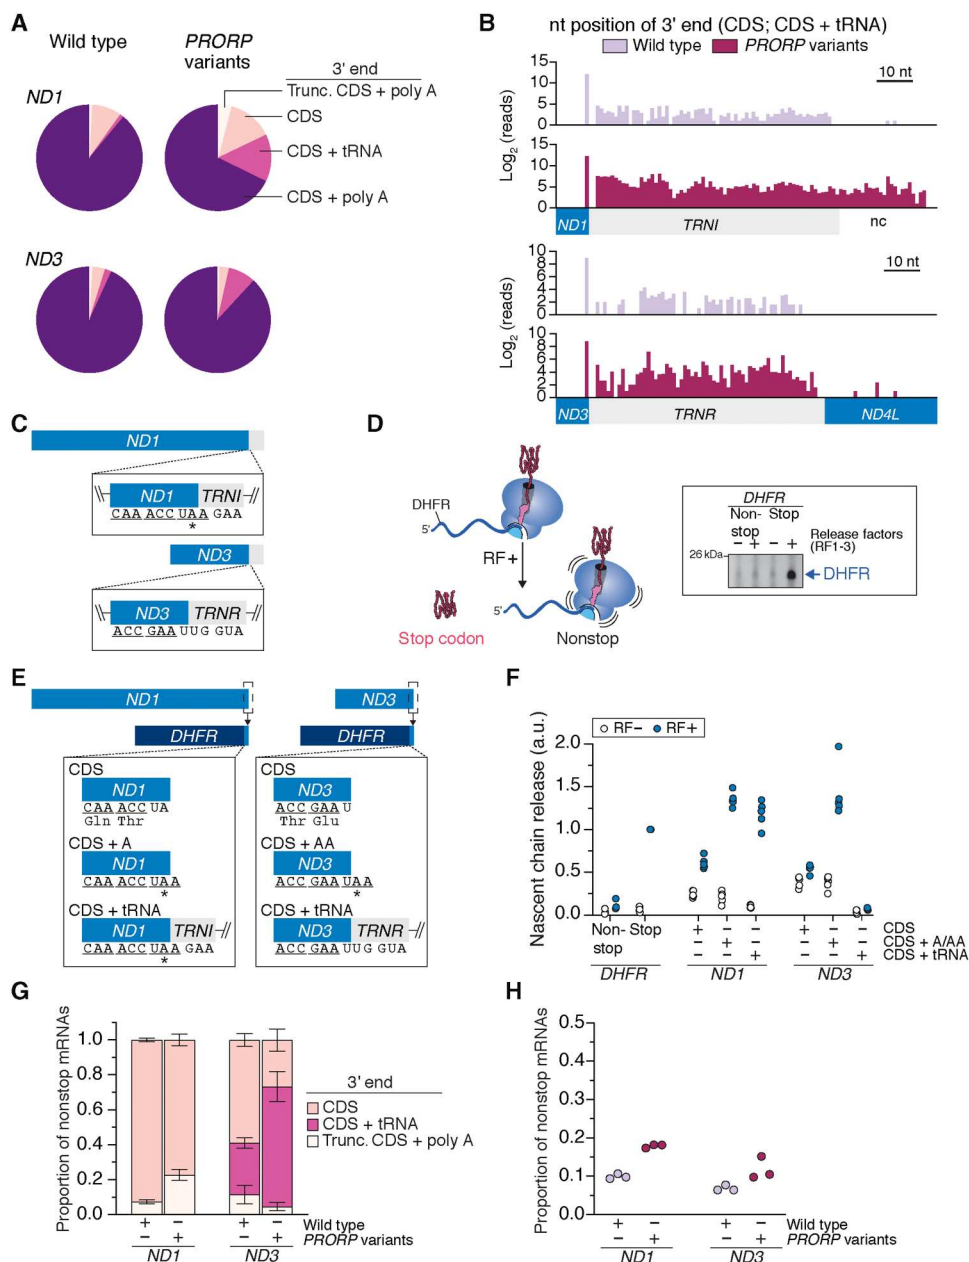 A
Wild type
PRORP variants
3' end
Trunc. CDS + poly A
CDS
CDS + tRNA
CDS + poly A
ND1
ND3
B
nt position of 3' end (CDS; CDS + tRNA)
Wild type
PRORP variants
10 nt
Log2 (reads)
15
10
5
0
15
10
5
0
ND1
TRNI
nc
10 nt
Log2 (reads)
10
8
6
4
2
0
10
8
6
4
2
0
ND3
TRNR
ND4L
C
ND1
ND1
TRNI
CAA ACC UAA GAA
*
ND3
ND3
TRNR
ACC GAA UUG GUA
D
DHFR
5'
RF+
5'
Stop codon
Nonstop
DHFR
Non-stop
Stop
− + − +
Release factors (RF1-3)
26 kDa
DHFR
E
ND1
DHFR
CDS
ND1
CAA ACC UA
Gln Thr
CDS + A
ND1
CAA ACC UAA
*
CDS + tRNA
ND1
TRNI
CAA ACC UAA GAA
*
ND3
DHFR
CDS
ND3
ACC GAA U
Thr Glu
CDS + AA
ND3
ACC GAA UAA
*
CDS + tRNA
ND3
TRNR
ACC GAA UUG GUA
F
RF−
RF+
Nascent chain release (a.u.)
2.0
1.5
1.0
0.5
0.0
Non-stop
Stop
+ − − + − − CDS
− + − − + − CDS + A/AA
− − + − − + CDS + tRNA
DHFR
ND1
ND3
G
Proportion of nonstop mRNAs
1.0
0.8
0.6
0.4
0.2
0.0
3' end
CDS
CDS + tRNA
Trunc. CDS + poly A
+ − + − Wild type
− + − + PRORP variants
ND1
ND3
H
Proportion of nonstop mRNAs
0.5
0.4
0.3
0.2
0.1
0.0
+ − + − Wild type
− + − + PRORP variants
ND1
ND3